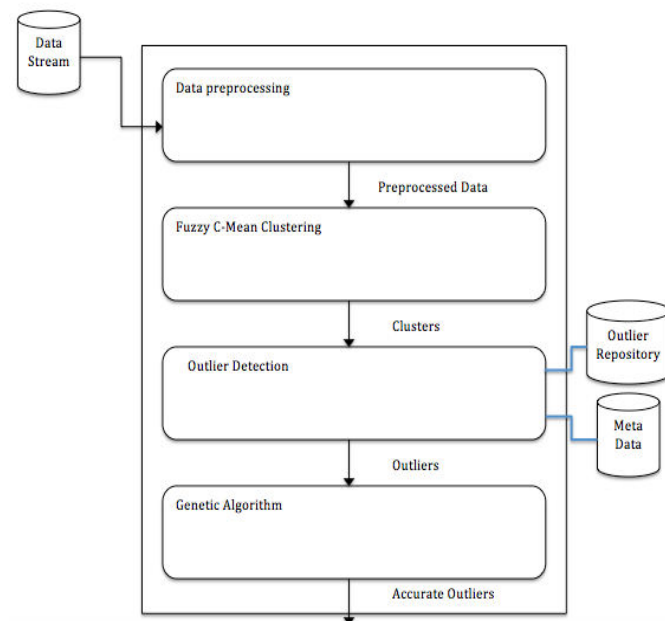 Data
Stream
Data preprocessing
Preprocessed Data
Fuzzy C-Mean Clustering
Clusters
Outlier Detection
Outlier
Repository
Meta
Data
Outliers
Genetic Algorithm
Accurate Outliers